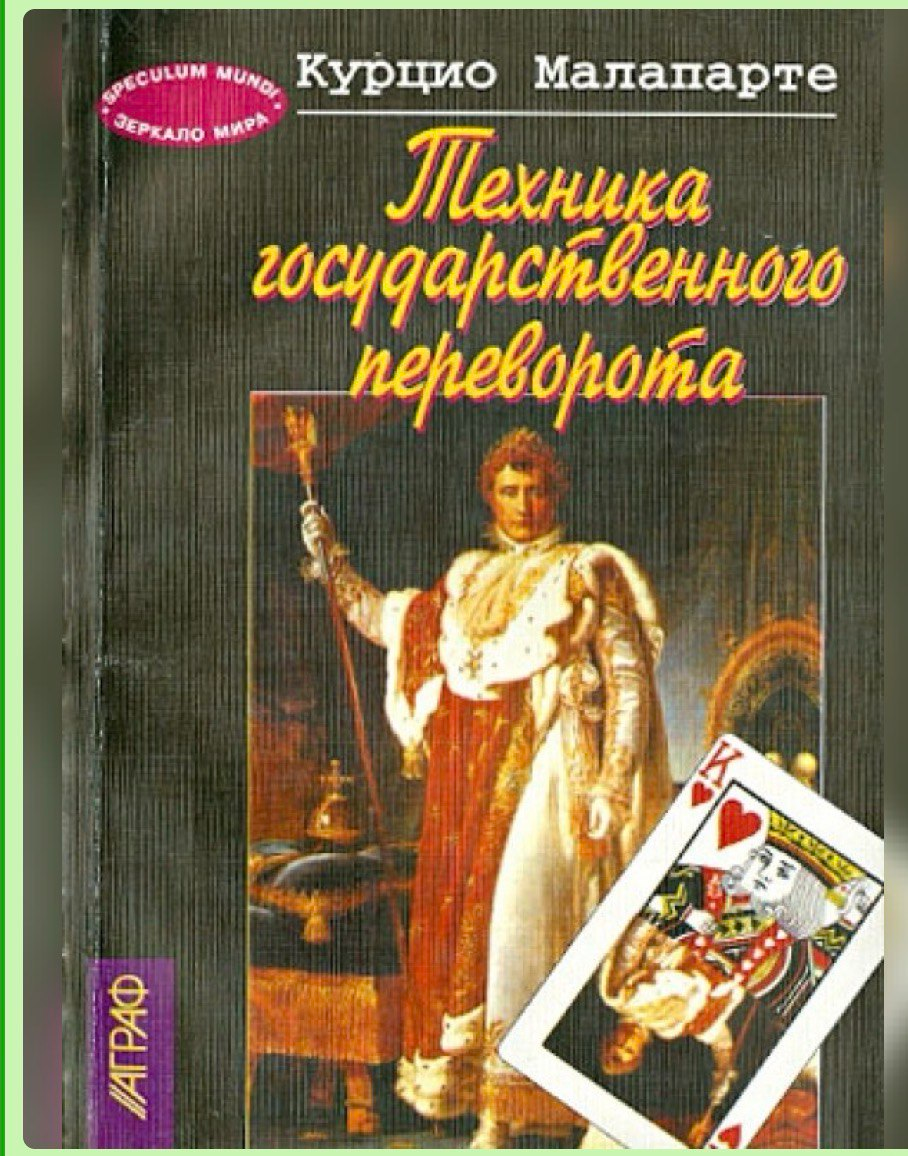 SPECULUM MUNDI
ЗЕРКАЛО МИРА
Курцио Малапарте
Техника
государственного
переворота
К
АГРАФ